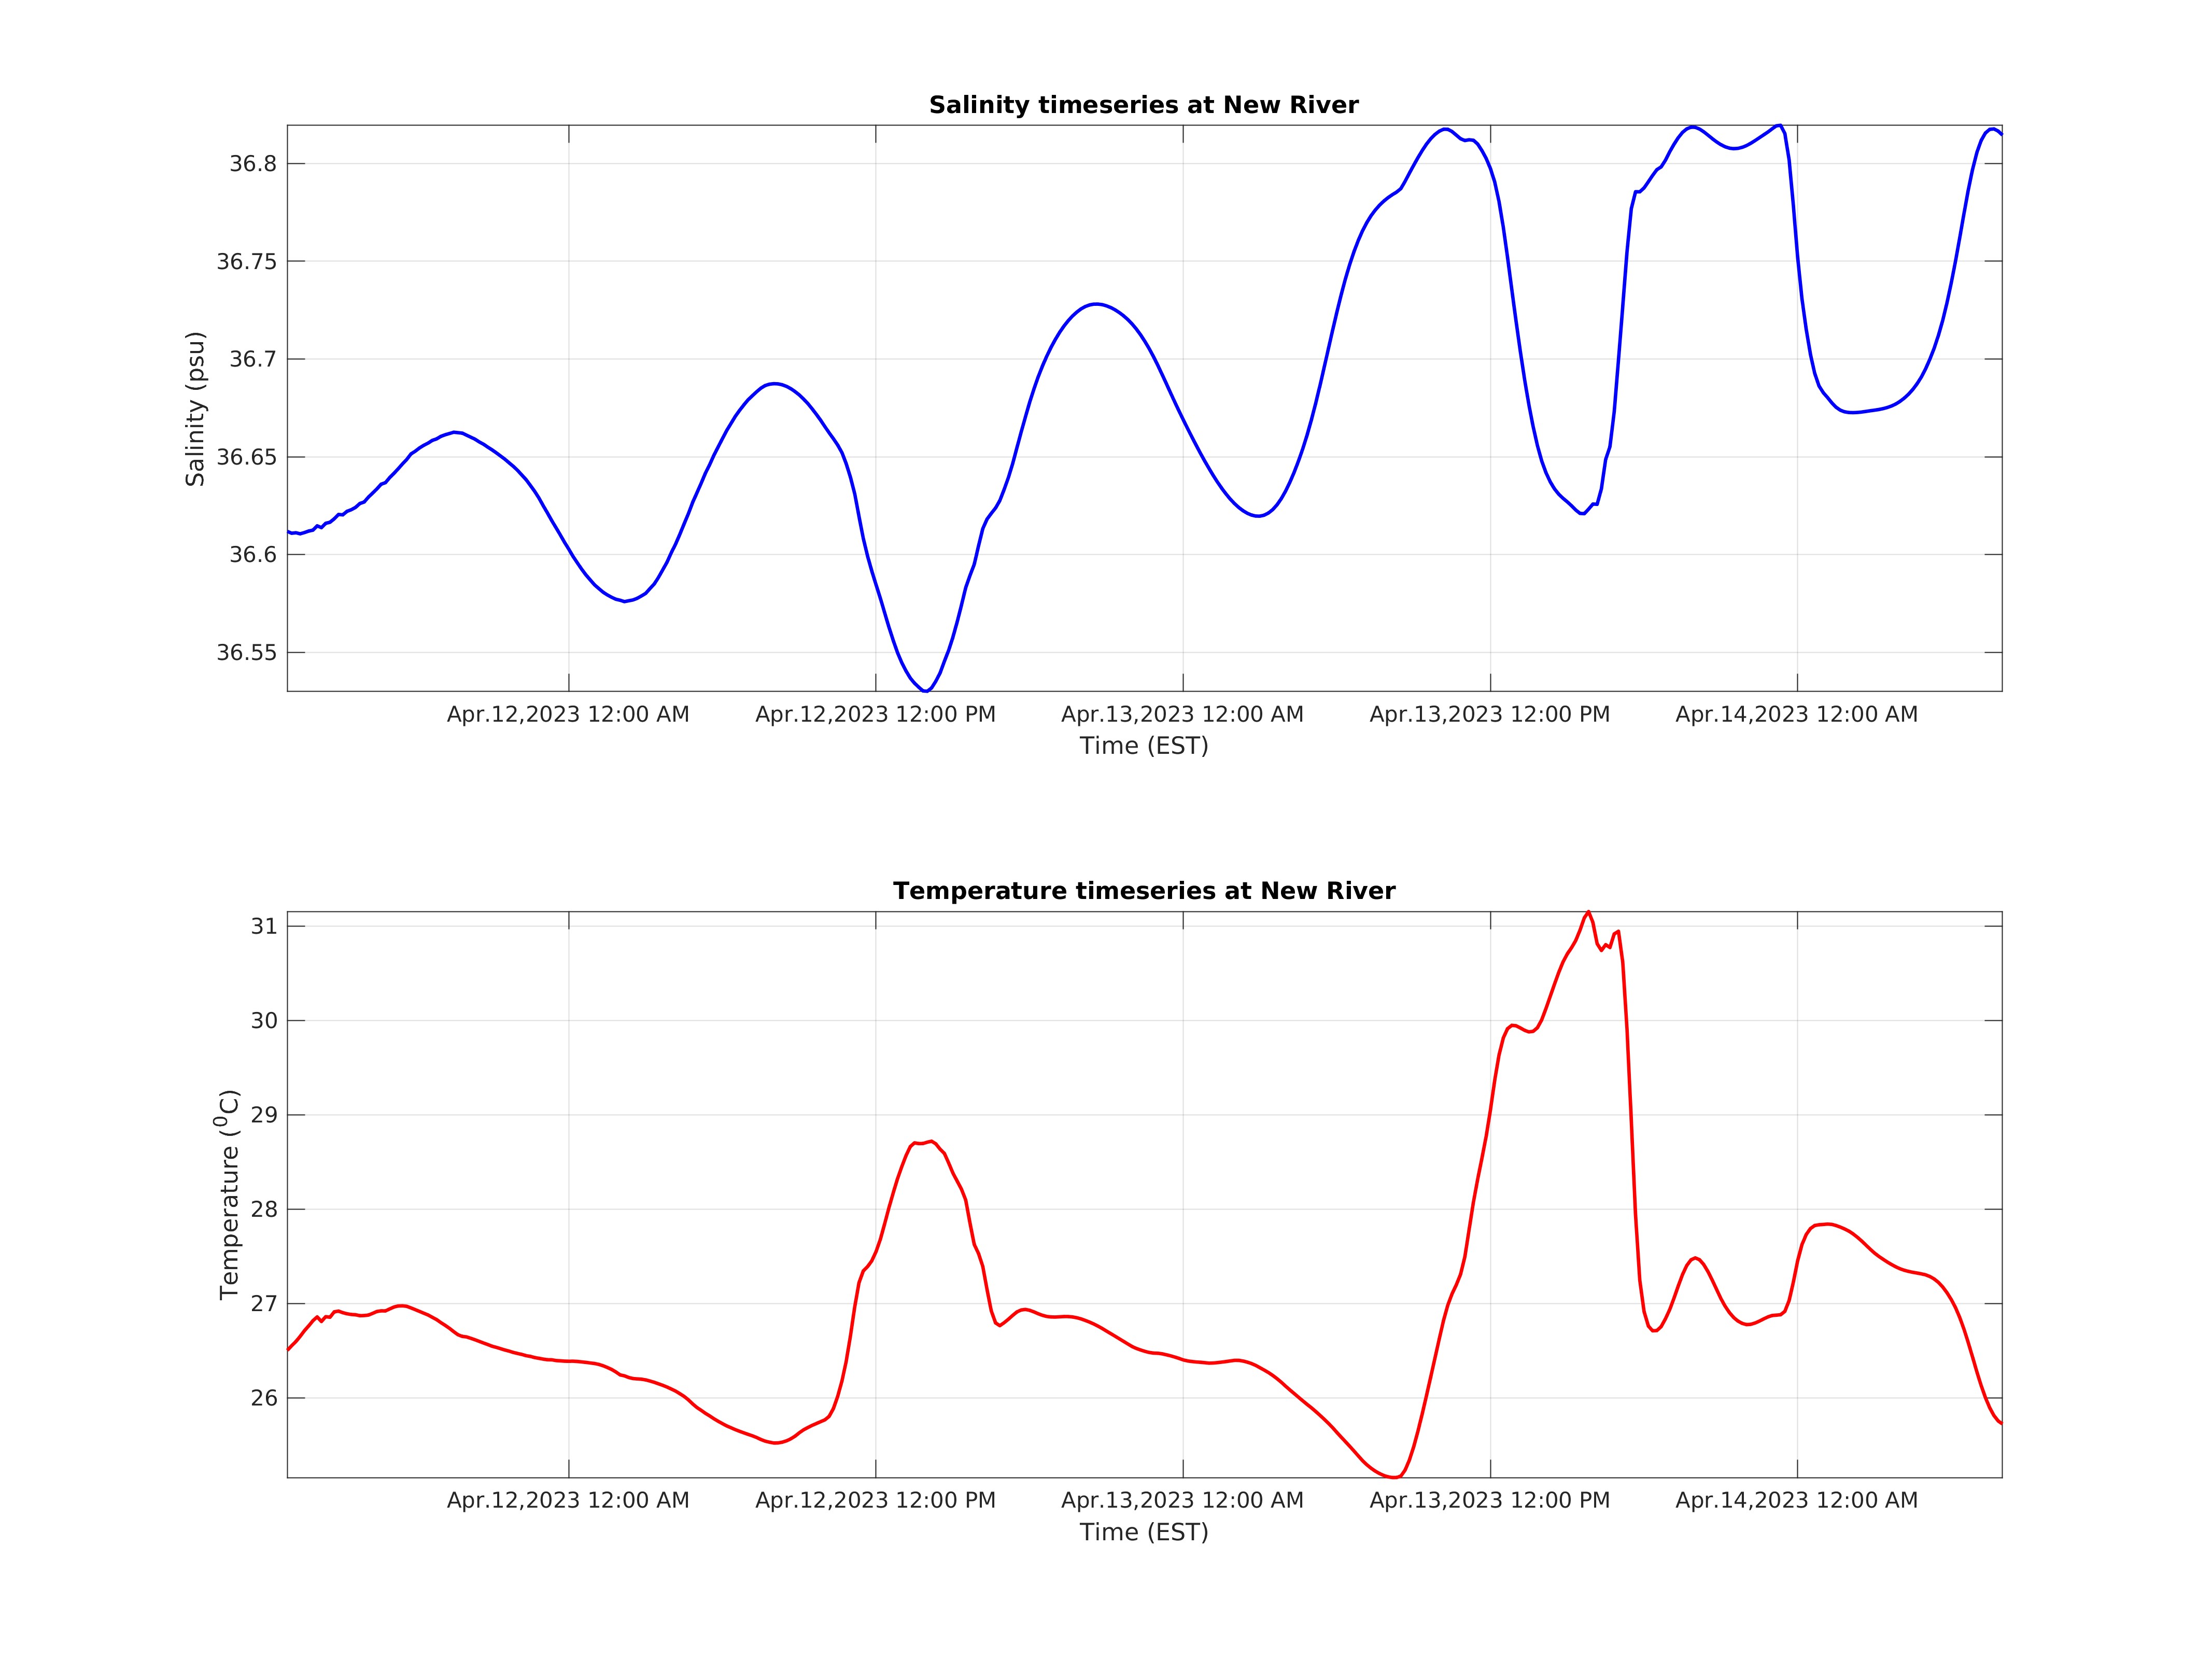 Salinity timeseries at New River
36.8
36.75
36.7
36.65
36.6
36.55
Salinity (psu)
Apr.12,2023 12:00 AM Apr.12,2023 12:00 PM Apr.13,2023 12:00 AM Apr.13,2023 12:00 PM Apr.14,2023 12:00 AM
Time (EST)
Temperature timeseries at New River
31
30
29
28
27
26
Temperature (⁰C)
Apr.12,2023 12:00 AM Apr.12,2023 12:00 PM Apr.13,2023 12:00 AM Apr.13,2023 12:00 PM Apr.14,2023 12:00 AM
Time (EST)